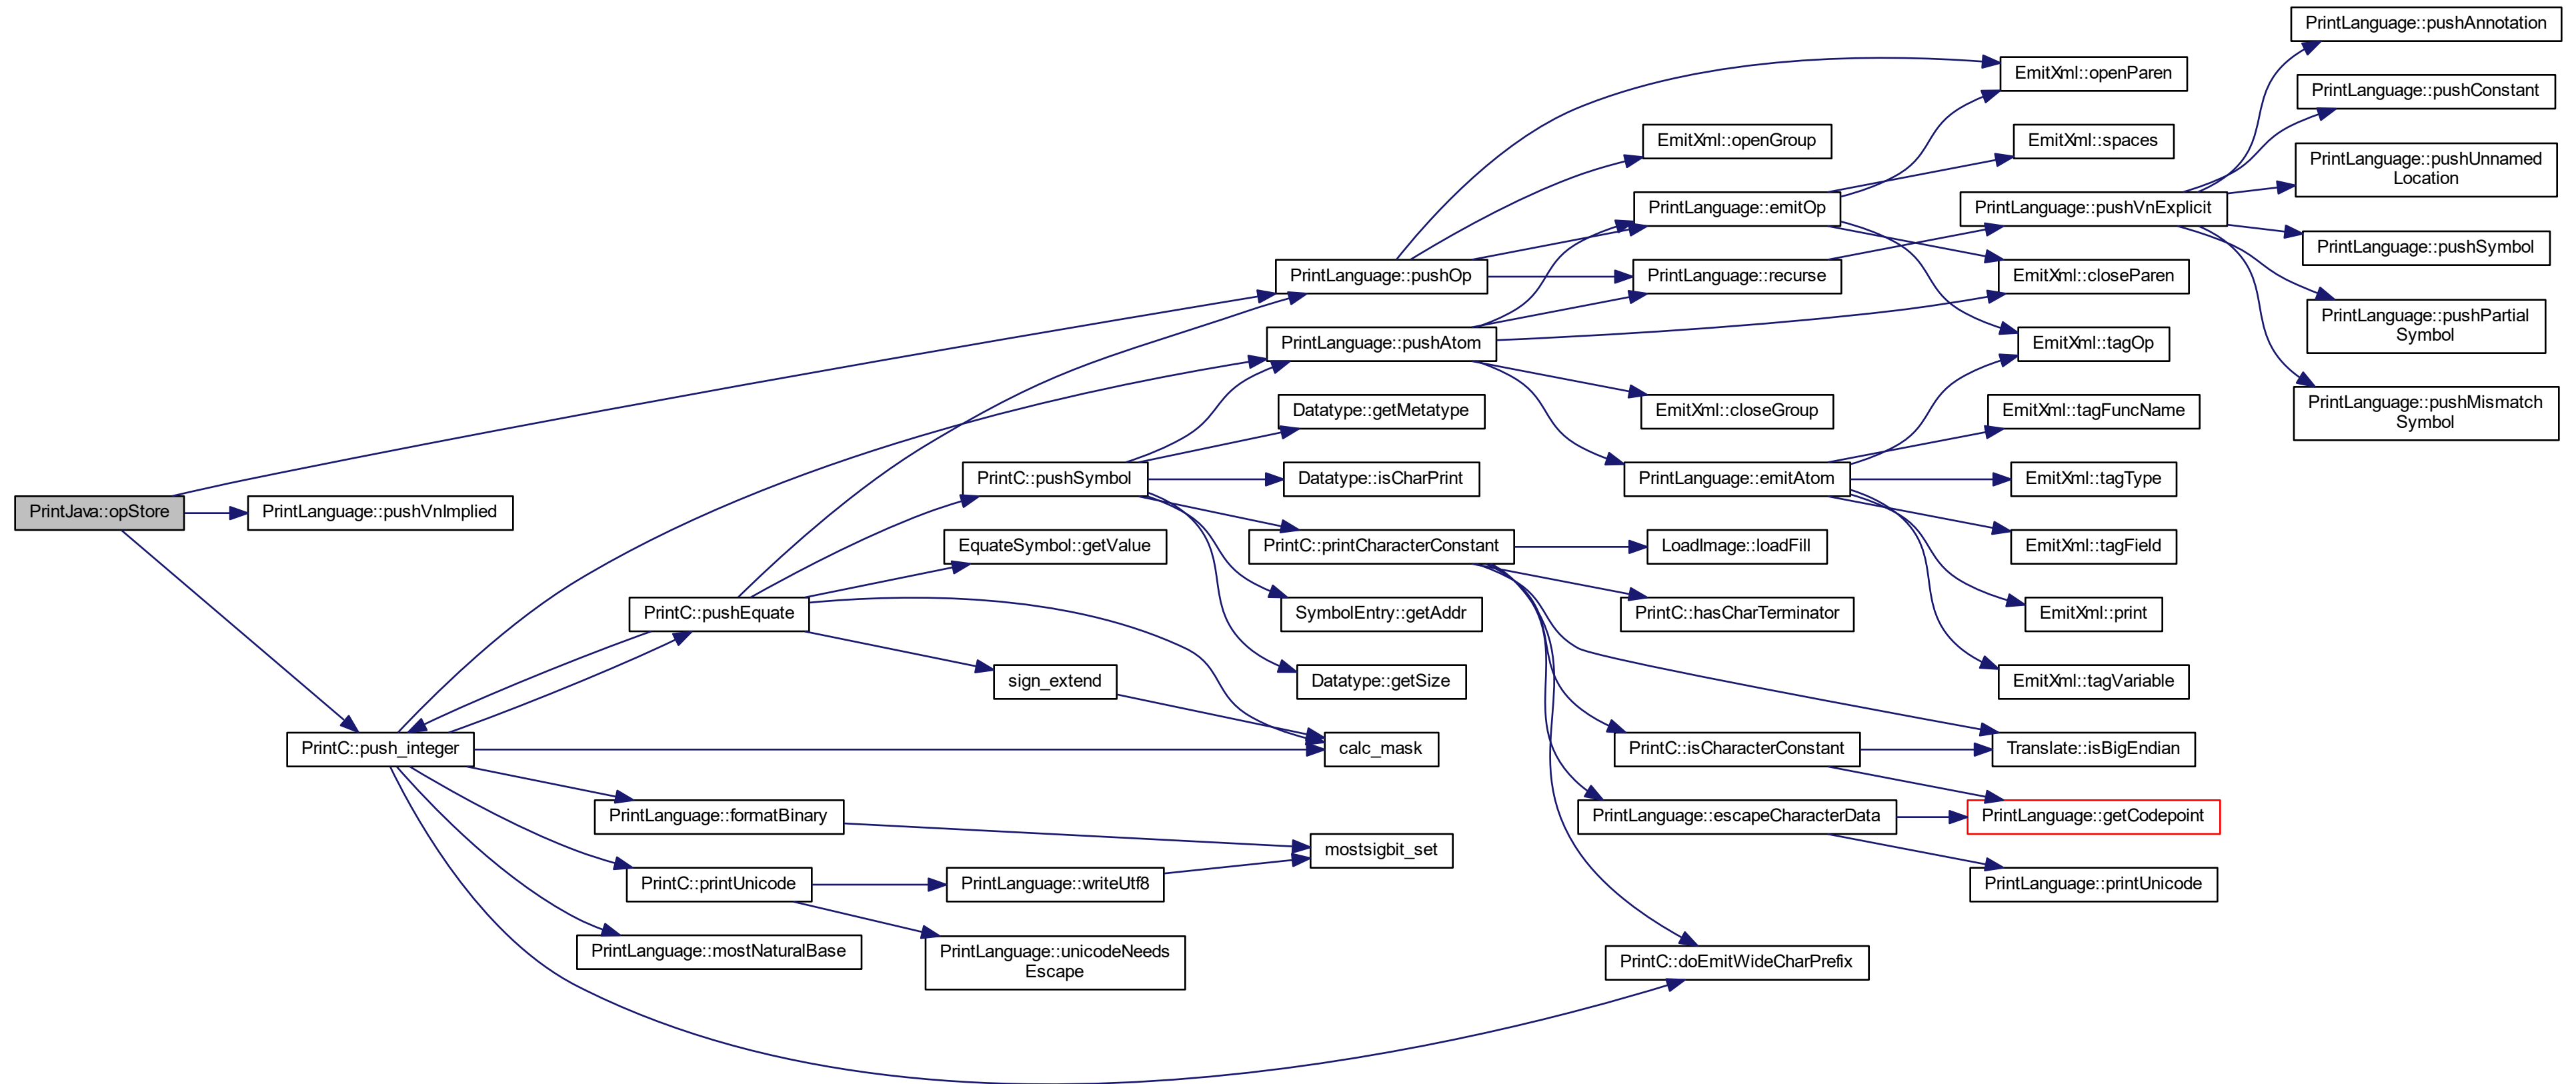 PrintJava::opStore
PrintLanguage::pushVnImplied
PrintC::push_integer
PrintC::pushEquate
PrintLanguage::formatBinary
PrintC::printUnicode
PrintLanguage::mostNaturalBase
PrintC::pushSymbol
EquateSymbol::getValue
sign_extend
PrintLanguage::writeUtf8
PrintLanguage::unicodeNeeds
Escape
PrintLanguage::pushOp
PrintLanguage::pushAtom
Datatype::getMetatype
Datatype::isCharPrint
PrintC::printCharacterConstant
SymbolEntry::getAddr
Datatype::getSize
calc_mask
mostsigbit_set
EmitXml::openGroup
PrintLanguage::emitOp
PrintLanguage::recurse
EmitXml::closeGroup
PrintLanguage::emitAtom
LoadImage::loadFill
PrintC::hasCharTerminator
PrintC::isCharacterConstant
PrintLanguage::escapeCharacterData
PrintC::doEmitWideCharPrefix
EmitXml::openParen
EmitXml::spaces
PrintLanguage::pushVnExplicit
EmitXml::closeParen
EmitXml::tagOp
EmitXml::tagFuncName
EmitXml::tagType
EmitXml::tagField
EmitXml::print
EmitXml::tagVariable
Translate::isBigEndian
PrintLanguage::getCodepoint
PrintLanguage::printUnicode
PrintLanguage::pushAnnotation
PrintLanguage::pushConstant
PrintLanguage::pushUnnamed
Location
PrintLanguage::pushSymbol
PrintLanguage::pushPartial
Symbol
PrintLanguage::pushMismatch
Symbol